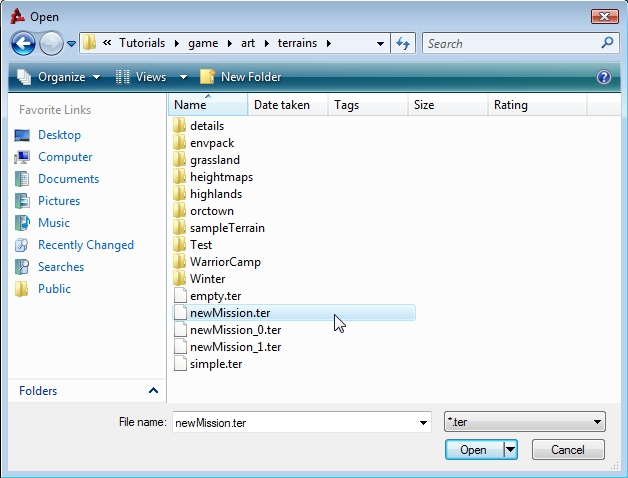 Open
« Tutorials game art terrains Search
Organize Views New Folder ?
Favorite Links
Desktop
Computer
Documents
Pictures
Music
Recently Changed
Searches
Public
Folders
Name Date taken Tags Size Rating
details
envpack
grassland
heightmaps
highlands
orctown
sampleTerrain
Test
WarriorCamp
Winter
empty.ter
newMission.ter
newMission_0.ter
newMission_1.ter
simple.ter
File name: newMission.ter *.ter
Open Cancel